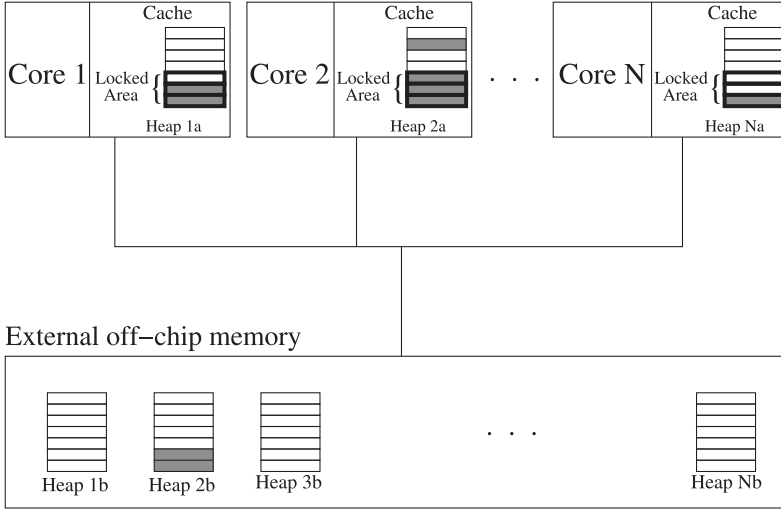 Cache
Core 1
Locked
Area
{
Heap 1a
Cache
Core 2
Locked
Area
{
Heap 2a
. . .
Cache
Core N
Locked
Area
{
Heap Na
External off−chip memory
Heap 1b
Heap 2b
Heap 3b
. . .
Heap Nb